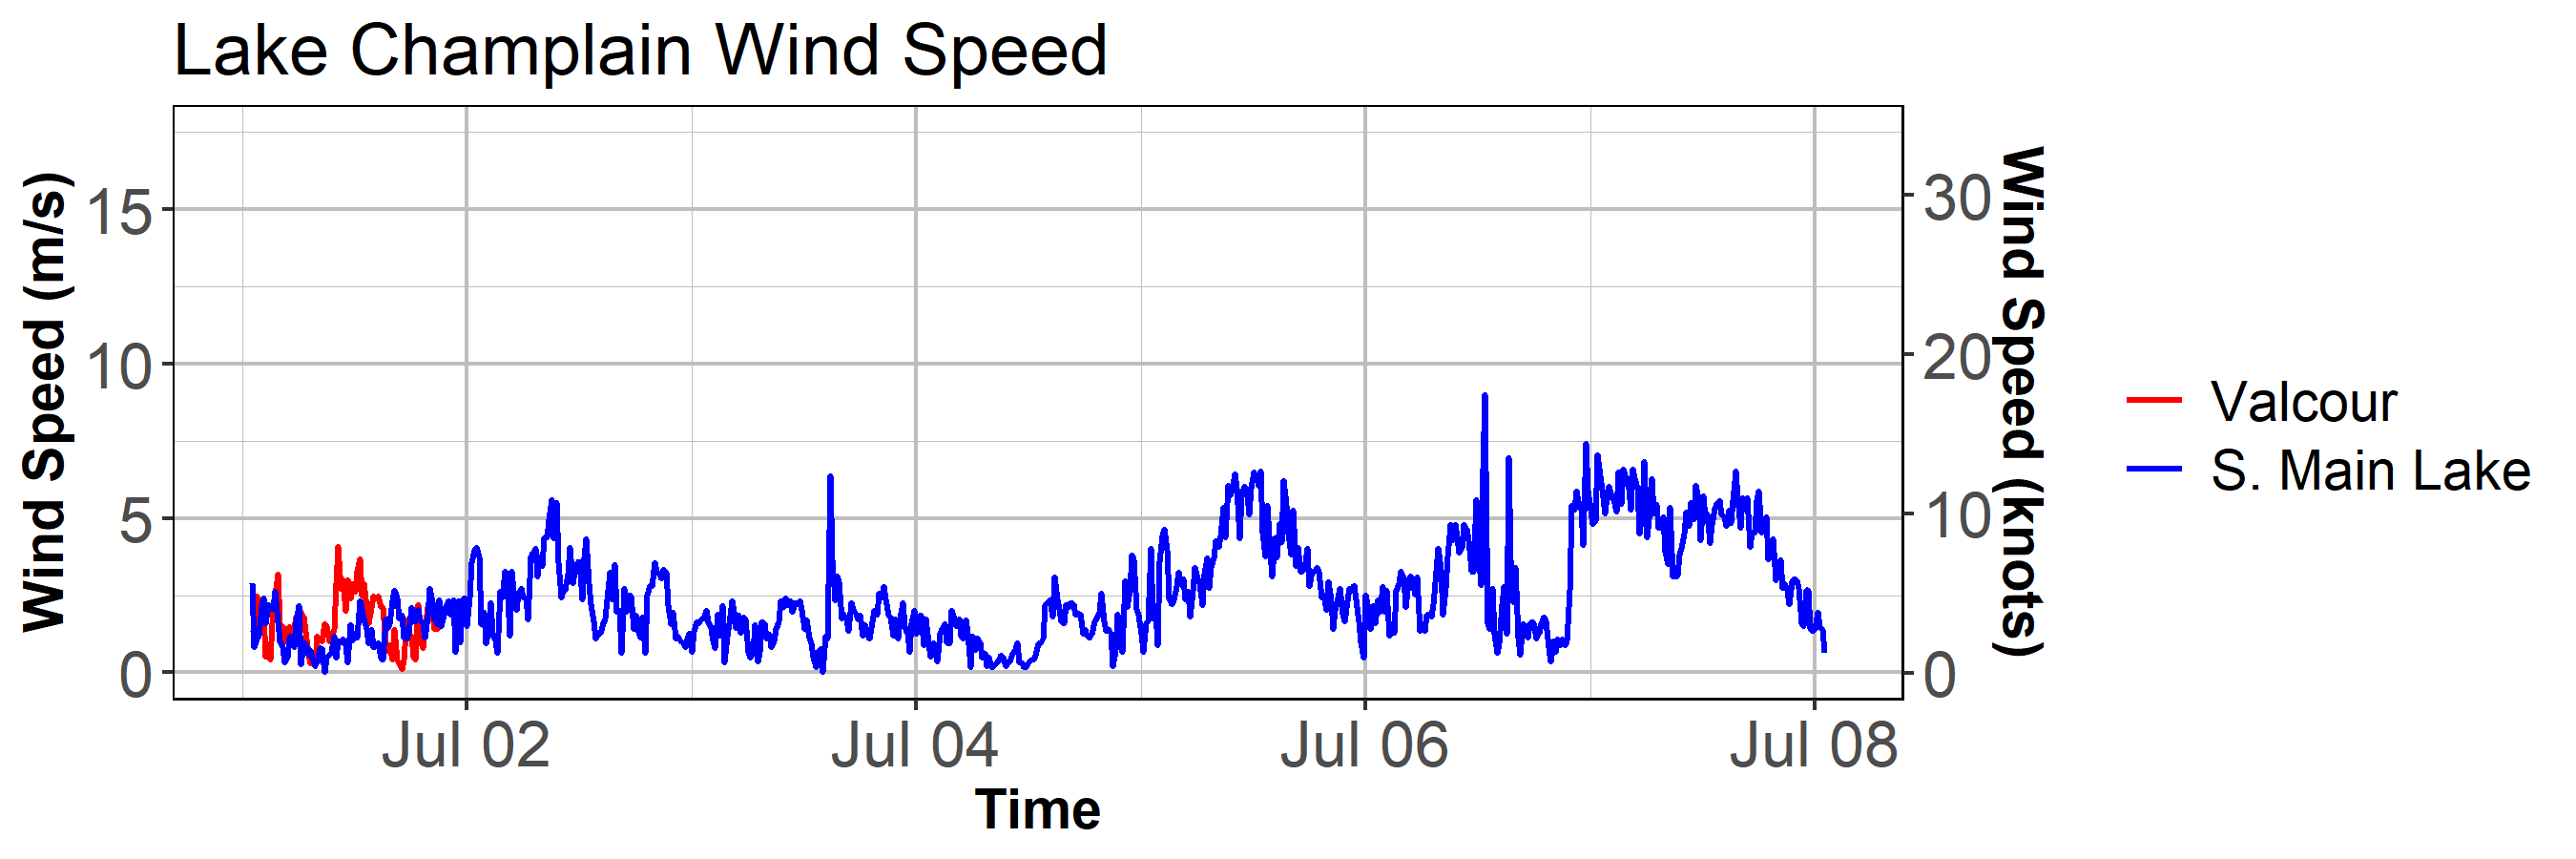 Lake Champlain Wind Speed
Wind Speed (m/s)
15
10
5
0
30
20
10
0
Wind Speed (knots)
Jul 02
Jul 04
Jul 06
Jul 08
Time
Valcour
S. Main Lake